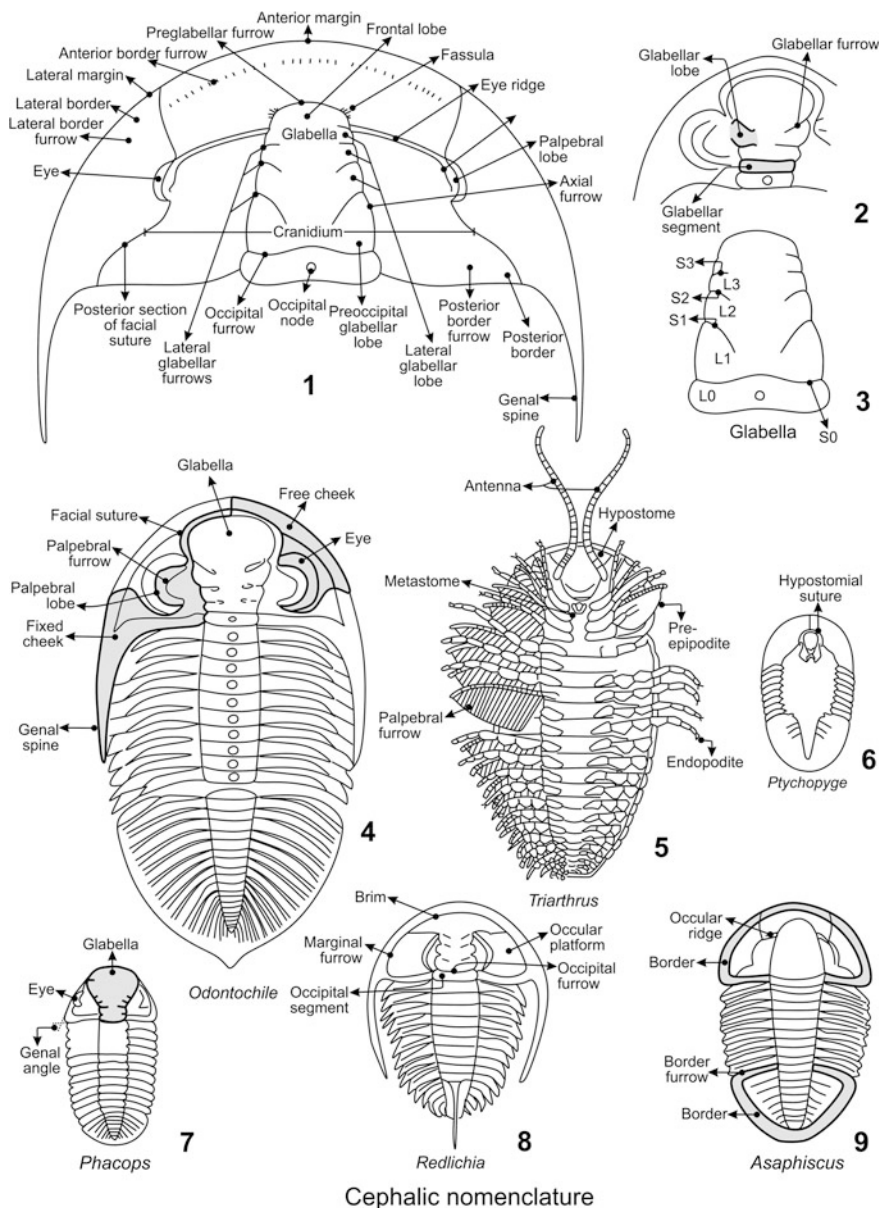 Anterior margin
Preglabellar furrow
Frontal lobe
Anterior border furrow
Fassula
Lateral margin
Eye ridge
Lateral border
Lateral border
furrow
Glabella
Palpebral
lobe
Eye
Axial
furrow
Cranidium
Posterior section
of facial
suture
Occipital
furrow
Occipital
node
Preoccipital
glabellar
lobe
Posterior
border
furrow
Posterior
border
Lateral
glabellar
furrows
Lateral
glabellar
lobe
Genal
spine
1
Glabellar
lobe
Glabellar furrow
Glabellar
segment
2
S3
L3
S2
L2
S1
L1
L0
S0
Glabella
3
Glabella
Free cheek
Facial suture
Palpebral
furrow
Eye
Palpebral
lobe
Fixed
cheek
Genal
spine
4
Odontochile
Antenna
Hypostome
Metastome
Pre-
epipodite
Palpebral
furrow
Endopodite
5
Triarthrus
Hypostomial
suture
6
Ptychopyge
Glabella
Eye
Genal
angle
7
Phacops
Brim
Marginal
furrow
Occular
platform
Occipital
segment
Occipital
furrow
8
Redlichia
Occular
ridge
Border
Border
furrow
Border
9
Asaphiscus
Cephalic nomenclature